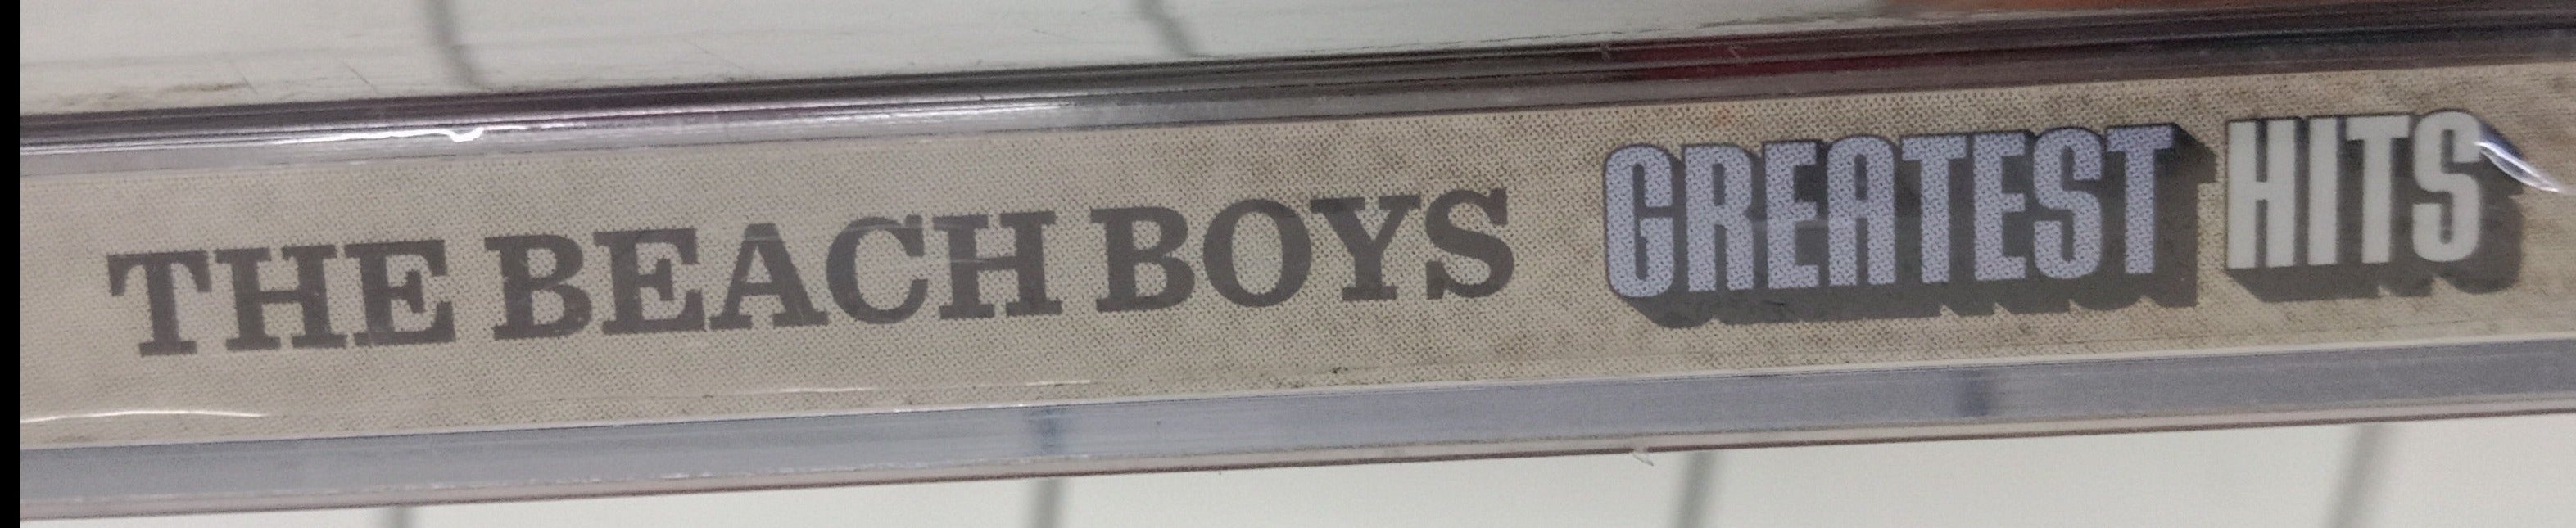 THE BEACH BOYS GREATEST HITS